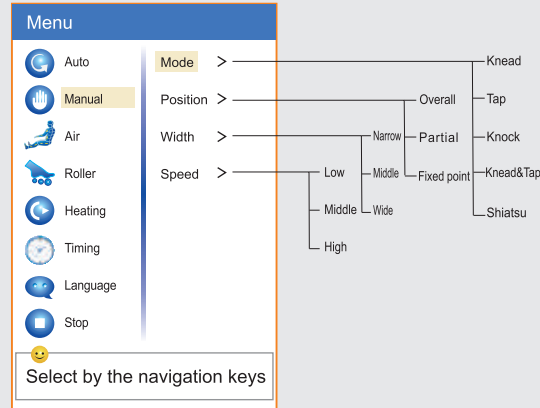 Menu
Auto
Manual
Air
Roller
Heating
Timing
Language
Stop
Mode >
Position >
Width >
Speed >
Low
Middle
High
Narrow
Middle
Wide
Overall
Partial
Fixed point
Knead
Tap
Knock
Knead&Tap
Shiatsu
Select by the navigation keys